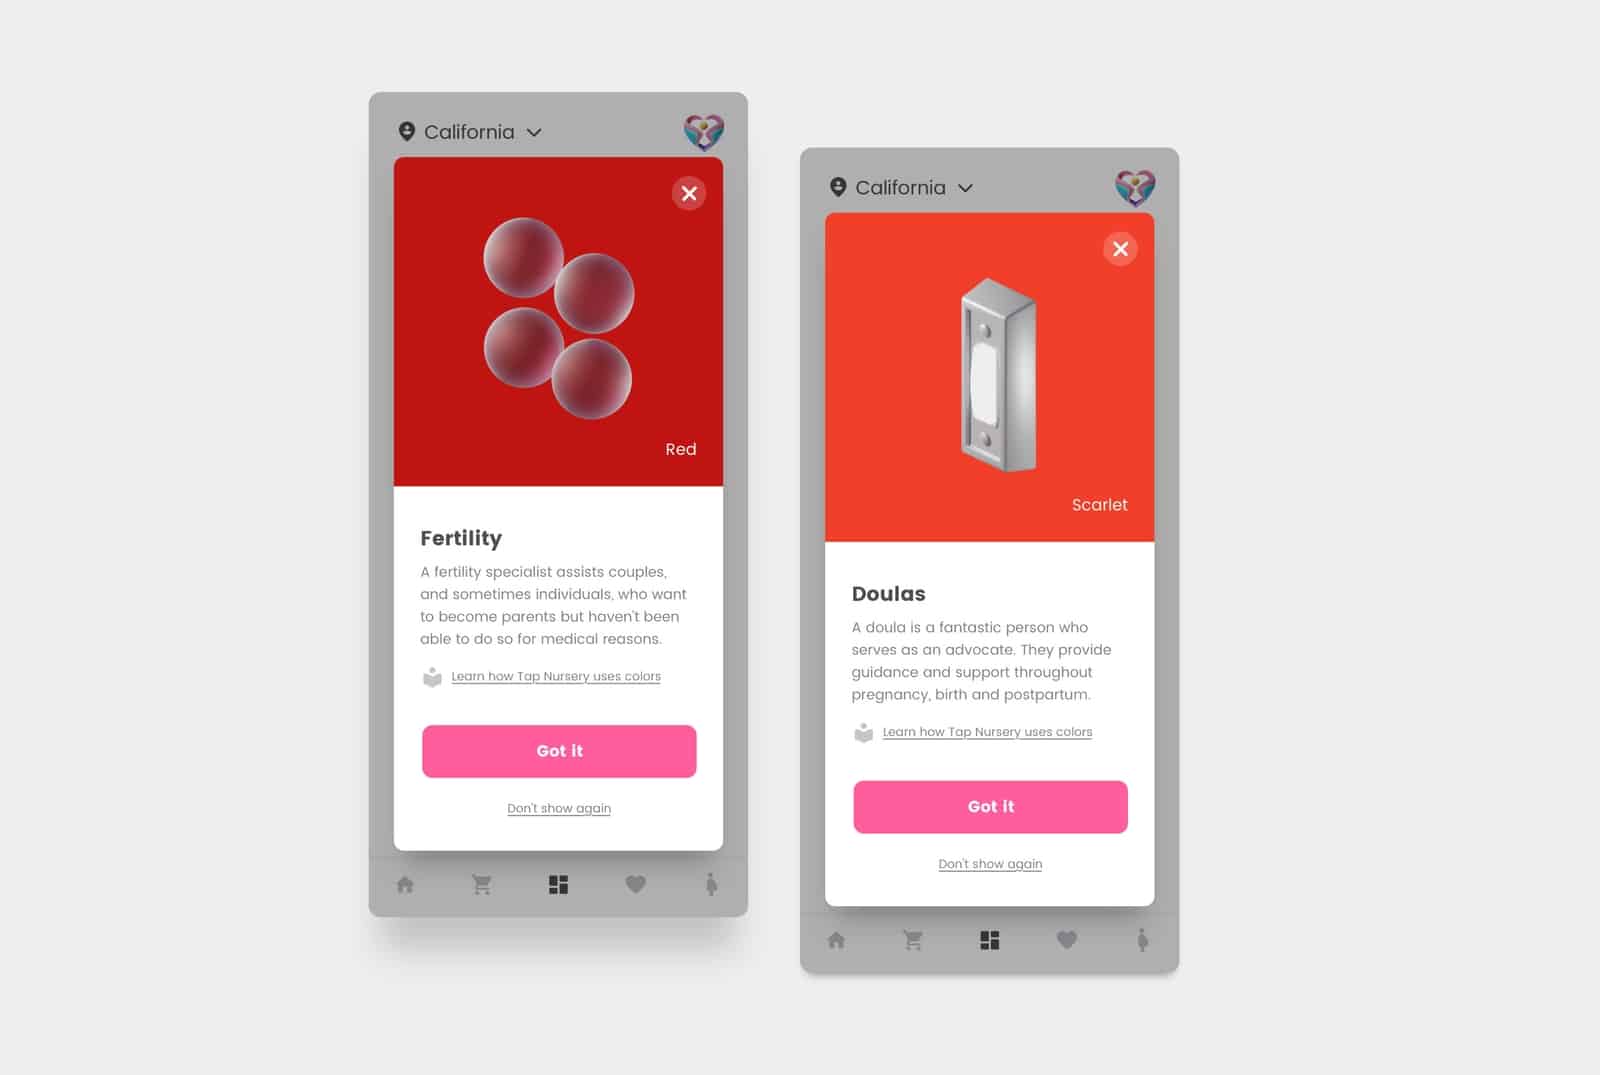 California
Red
Fertility
A fertility specialist assists couples,
and sometimes individuals, who want
to become parents but haven't been
able to do so for medical reasons.
Learn how Tap Nursery uses colors
Got it
Don't show again
California
Scarlet
Doulas
A doula is a fantastic person who
serves as an advocate. They provide
guidance and support throughout
pregnancy, birth and postpartum.
Learn how Tap Nursery uses colors
Got it
Don't show again